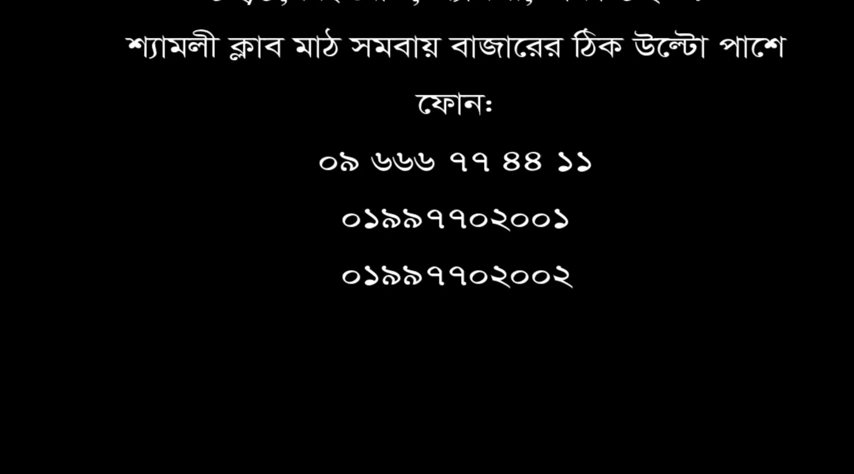 শ্যামলী ক্লাব মাঠ সমবায় বাজারের ঠিক উল্টো পাশে
ফোন:
০৯ ৬৬৬ ৭৭ ৪৪ ১১
০১৯৯৭৭০২০০১
০১৯৯৭৭০২০০২